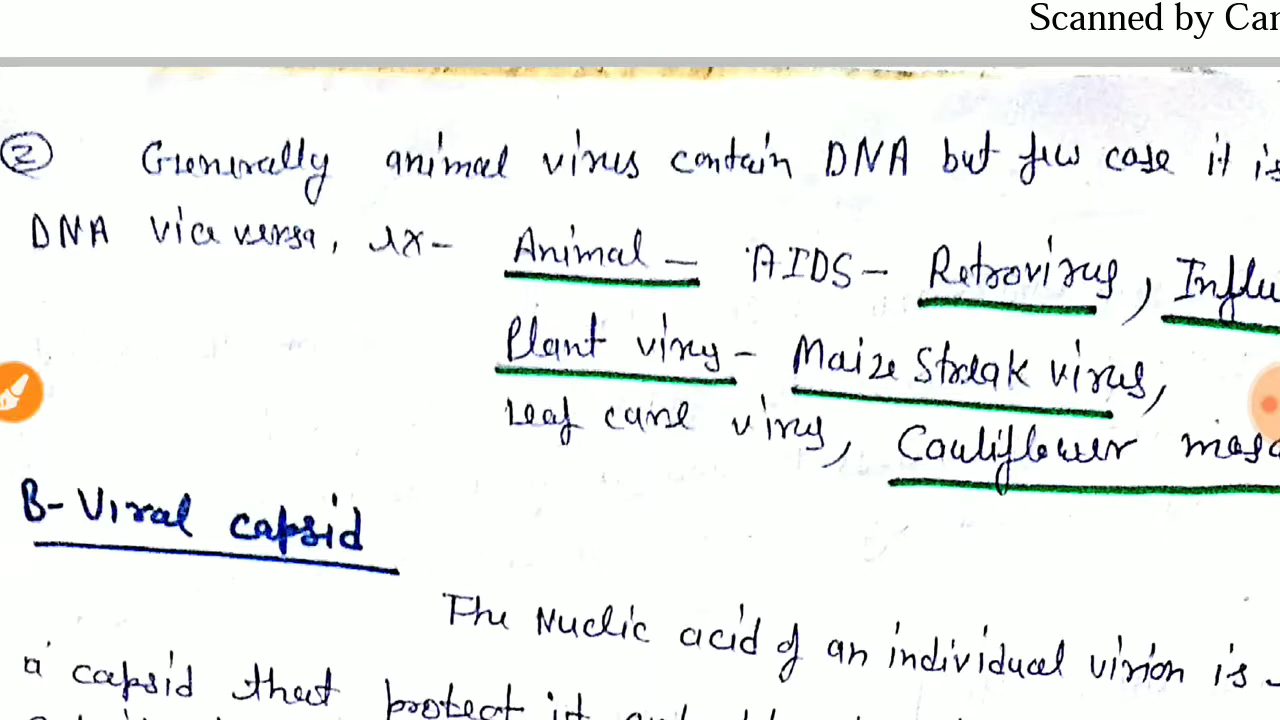 Scanned by Car
② Generally animal virus contain DNA but few case it is
DNA vice versa, ex- Animal - AIDS - Retrovirus, Influ
Plant virus - Maize Streak virus,
Leaf curl virus, Cauliflower mosa
B- Viral capsid
The Nuclic acid of an individual virion is
a capsid that protect it